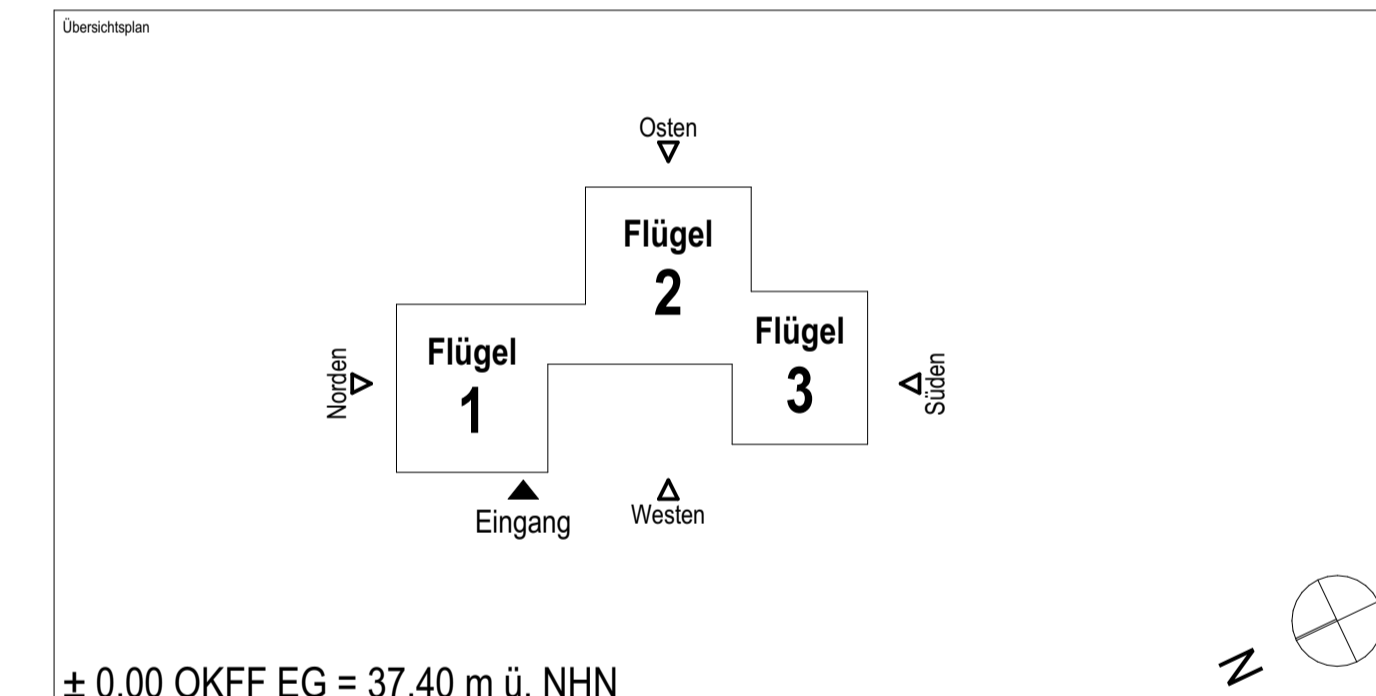 Übersichtsplan
Osten
Flügel
2
Flügel
3
Flügel
1
Norden
Süden
Eingang
Westen
N
± 0.00 OKFF EG = 37.40 m ü. NHN